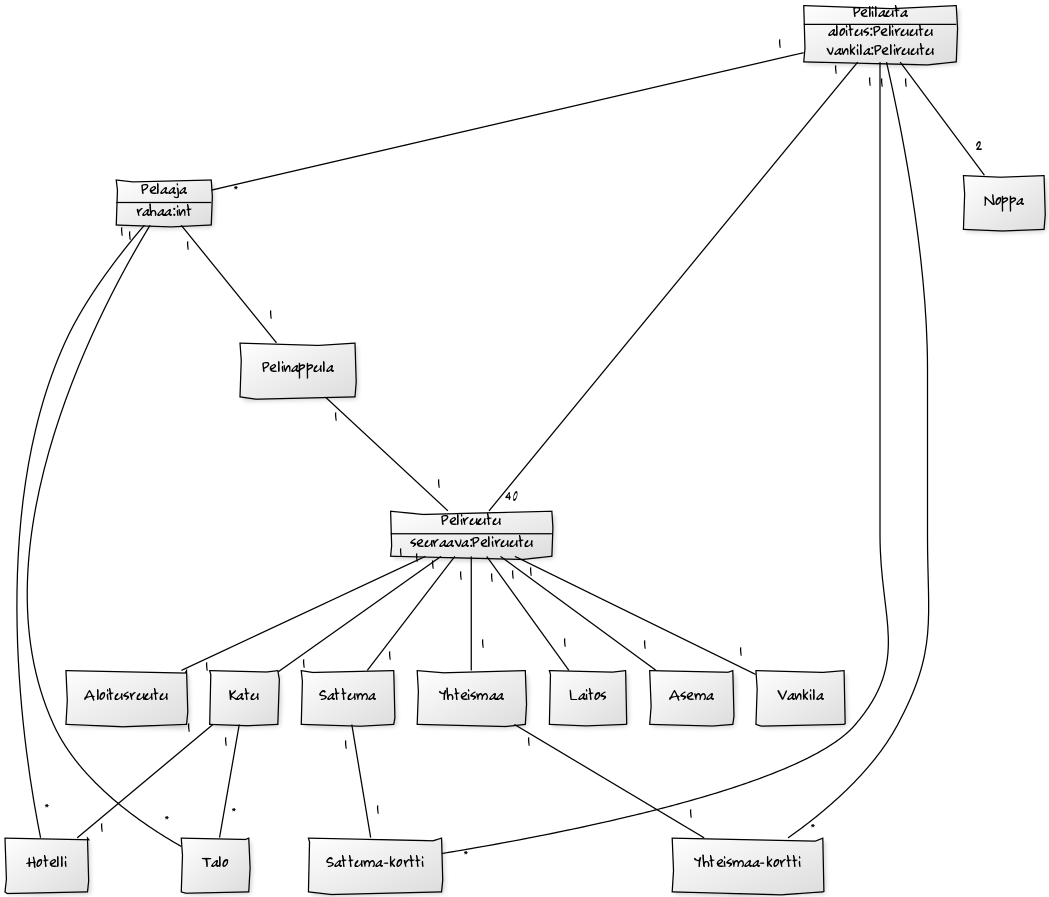 Pelilauta
aloitus:Peliruutu
vankila:Peliruutu
1
1
1
1
1
2
*
Pelaaja
rahaa:int
Noppa
1
1
1
1
Pelinappula
1
1
40
Peliruutu
seuraava:Peliruutu
1
1
1
1
1
1
1
1
1
1
1
1
1
1
Aloitusruutu
Katu
Sattuma
Yhteismaa
Laitos
Asema
Vankila
1
1
1
1
*
*
*
1
1
1
*
*
Hotelli
Talo
Sattuma-kortti
Yhteismaa-kortti